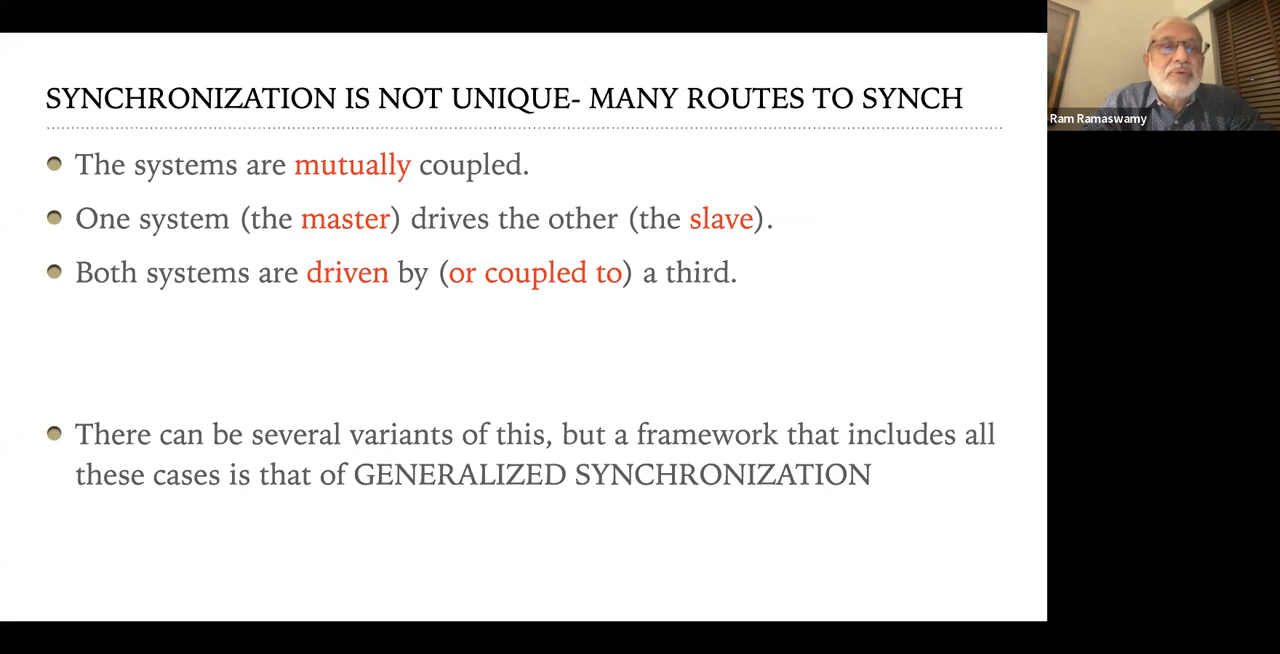 SYNCHRONIZATION IS NOT UNIQUE- MANY ROUTES TO SYNCH
The systems are mutually coupled.
One system (the master) drives the other (the slave).
Both systems are driven by (or coupled to) a third.
There can be several variants of this, but a framework that includes all
these cases is that of GENERALIZED SYNCHRONIZATION
Ram Ramaswamy